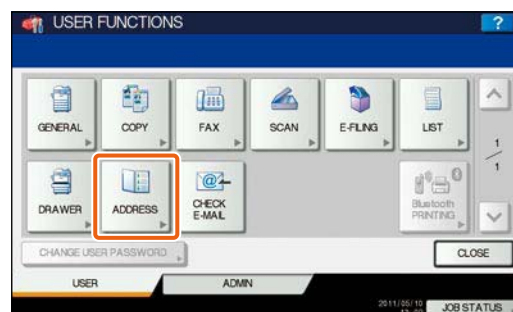 USER FUNCTIONS
?
GENERAL
COPY
FAX
SCAN
E-FILING
LIST
1
1
DRAWER
ADDRESS
CHECK
E-MAIL
Bluetooth
PRINTING
CHANGE USER PASSWORD
CLOSE
USER
ADMIN
2011/05/10
JOB STATUS